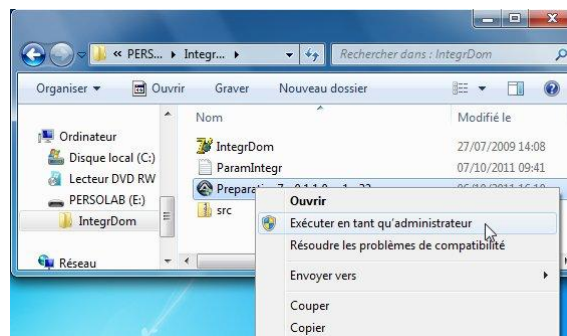 « PERS... Integr...
Rechercher dans : IntegrDom
Organiser Ouvrir Graver Nouveau dossier
Nom Modifié le
Ordinateur
Disque local (C:)
Lecteur DVD RW
PERSOLAB (E:)
IntegrDom
Réseau
IntegrDom 27/07/2009 14:08
ParamIntegr 07/10/2011 09:41
src
Ouvrir
Exécuter en tant qu'administrateur
Résoudre les problèmes de compatibilité
Envoyer vers
Couper
Copier